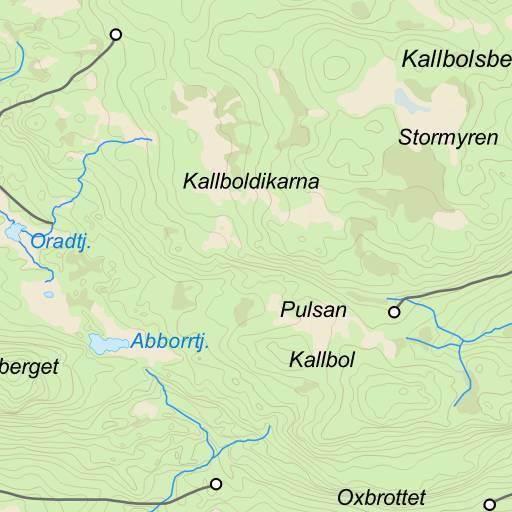 Kallbolsbe
Stormyren
Kallboldikarna
Oradtj.
Pulsan
Abborrtj.
Kallbol
berget
Oxbrottet